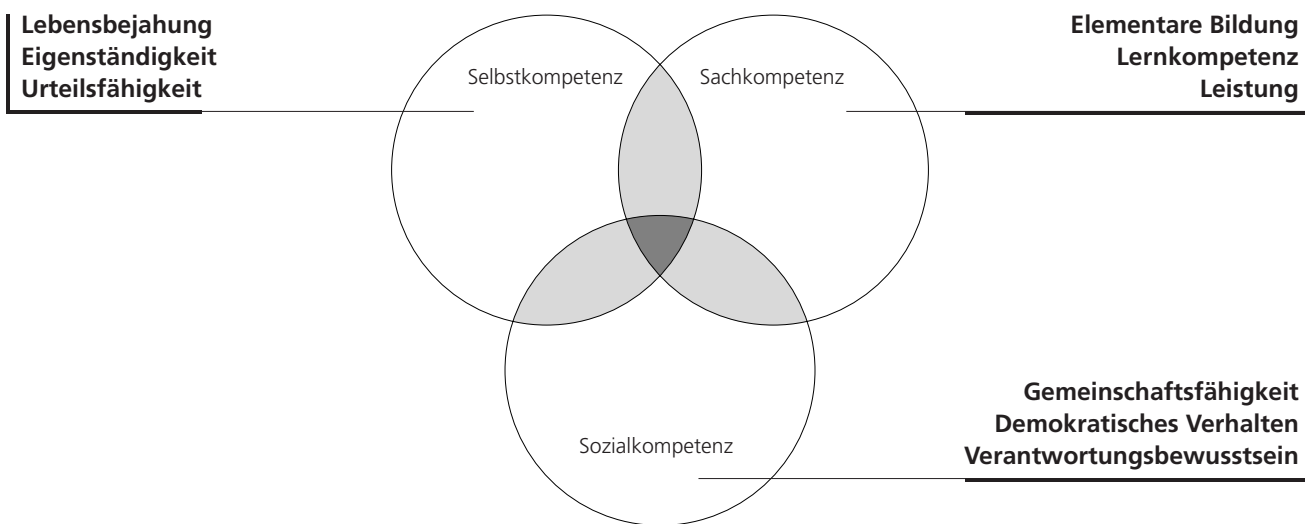 Lebensbejahung
Eigenständigkeit
Urteilsfähigkeit
Selbstkompetenz
Sachkompetenz
Elementare Bildung
Lernkompetenz
Leistung
Sozialkompetenz
Gemeinschaftsfähigkeit
Demokratisches Verhalten
Verantwortungsbewusstsein